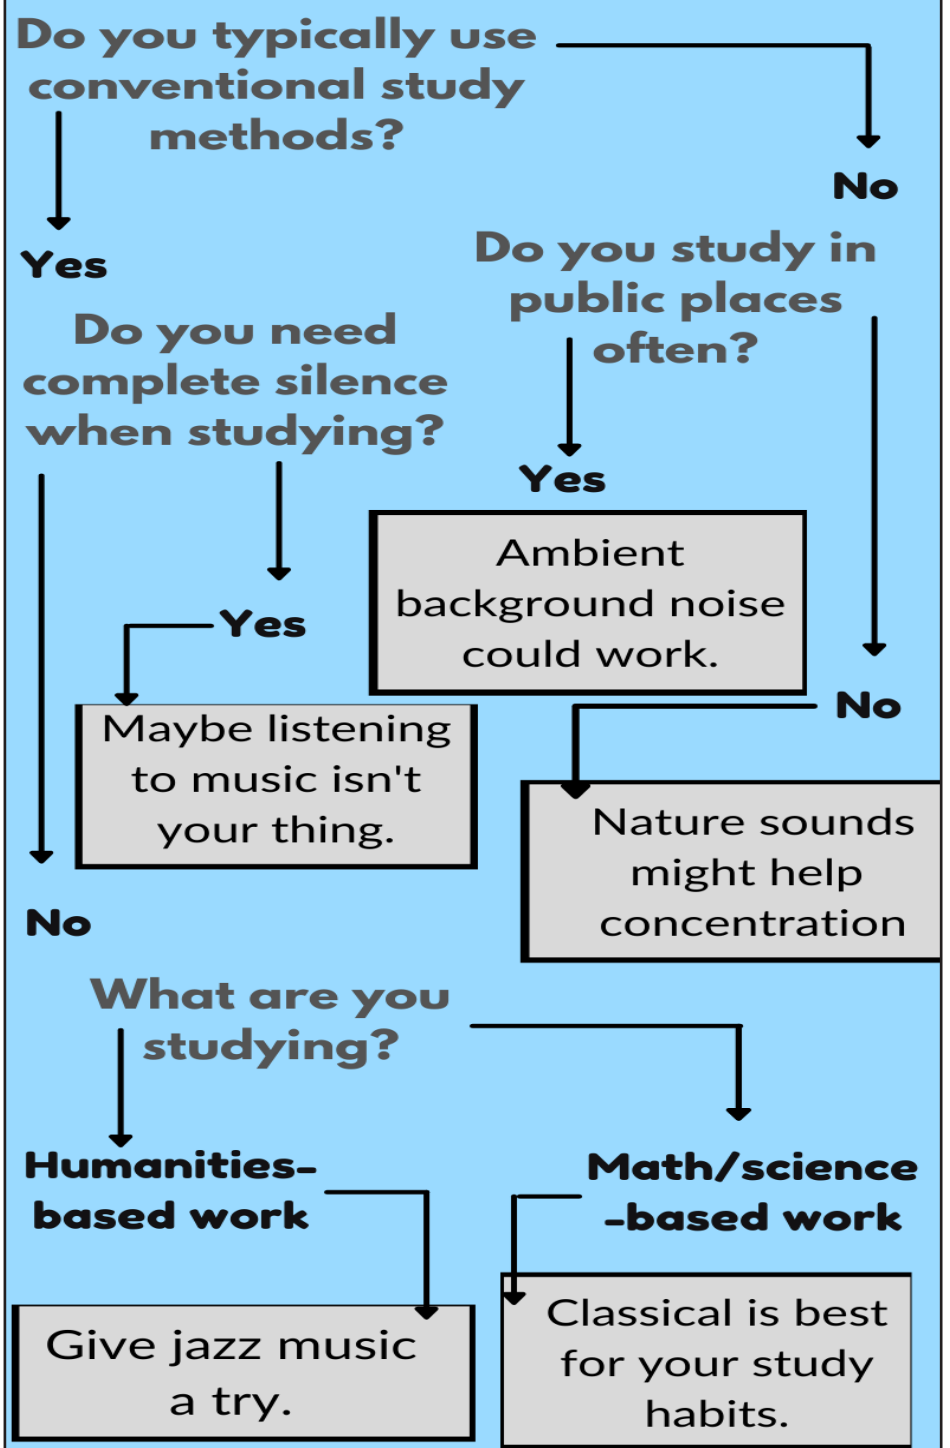 Do you typically use
conventional study
methods?
No
Yes
Do you study in
public places
often?
Do you need
complete silence
when studying?
Yes
Ambient
background noise
could work.
Yes
No
Maybe listening
to music isn't
your thing.
Nature sounds
might help
concentration
No
What are you
studying?
Humanities-
based work
Math/science
-based work
Give jazz music
a try.
Classical is best
for your study
habits.